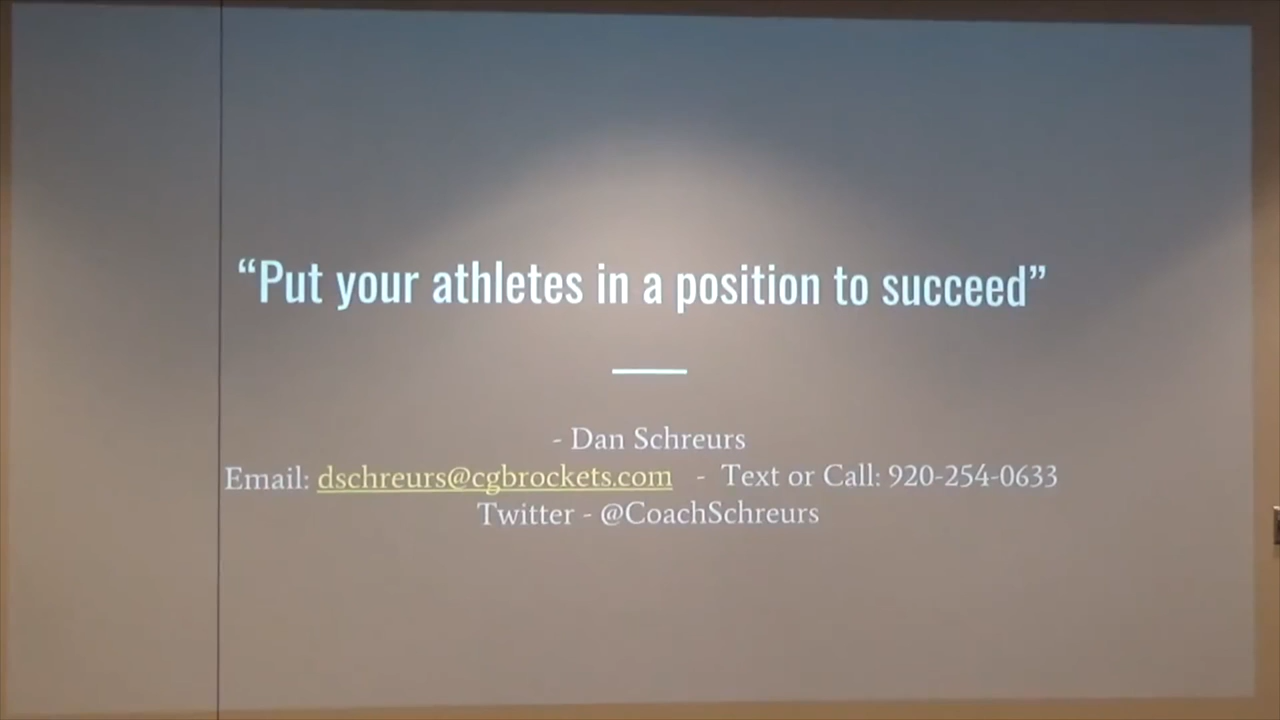 “Put your athletes in a position to succeed”
- Dan Schreurs
Email: dschreurs@cgbrockets.com - Text or Call: 920-254-0633
Twitter - @CoachSchreurs